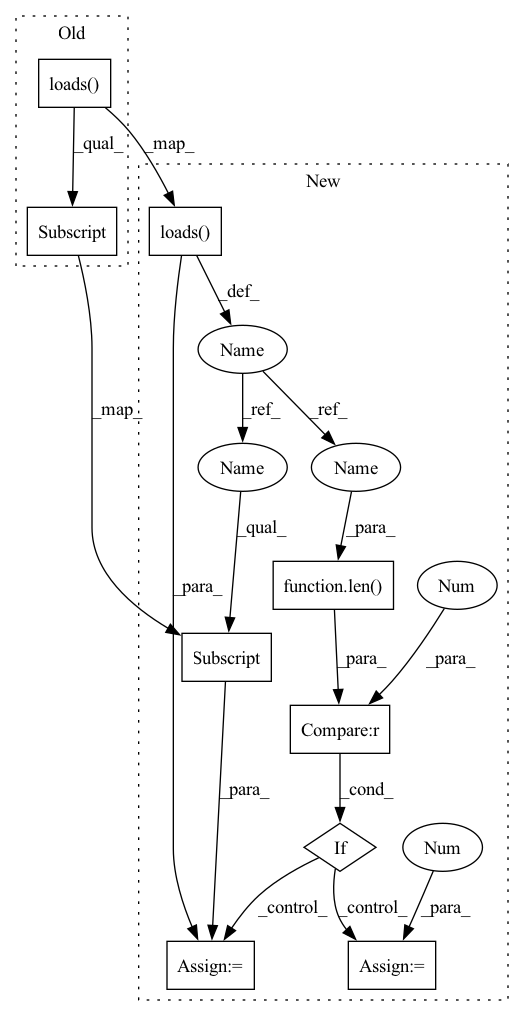 Old
loads()
_qual_
_map_
New
Subscript
loads()
_def_
Name
_map_
_ref_
_ref_
Name
Name
_qual_
_para_
_para_
function.len()
Num
Subscript
_para_
_para_
Compare:r
_para_
_cond_
If
Num
_control_
_control_
_para_
Assign:=
Assign:=